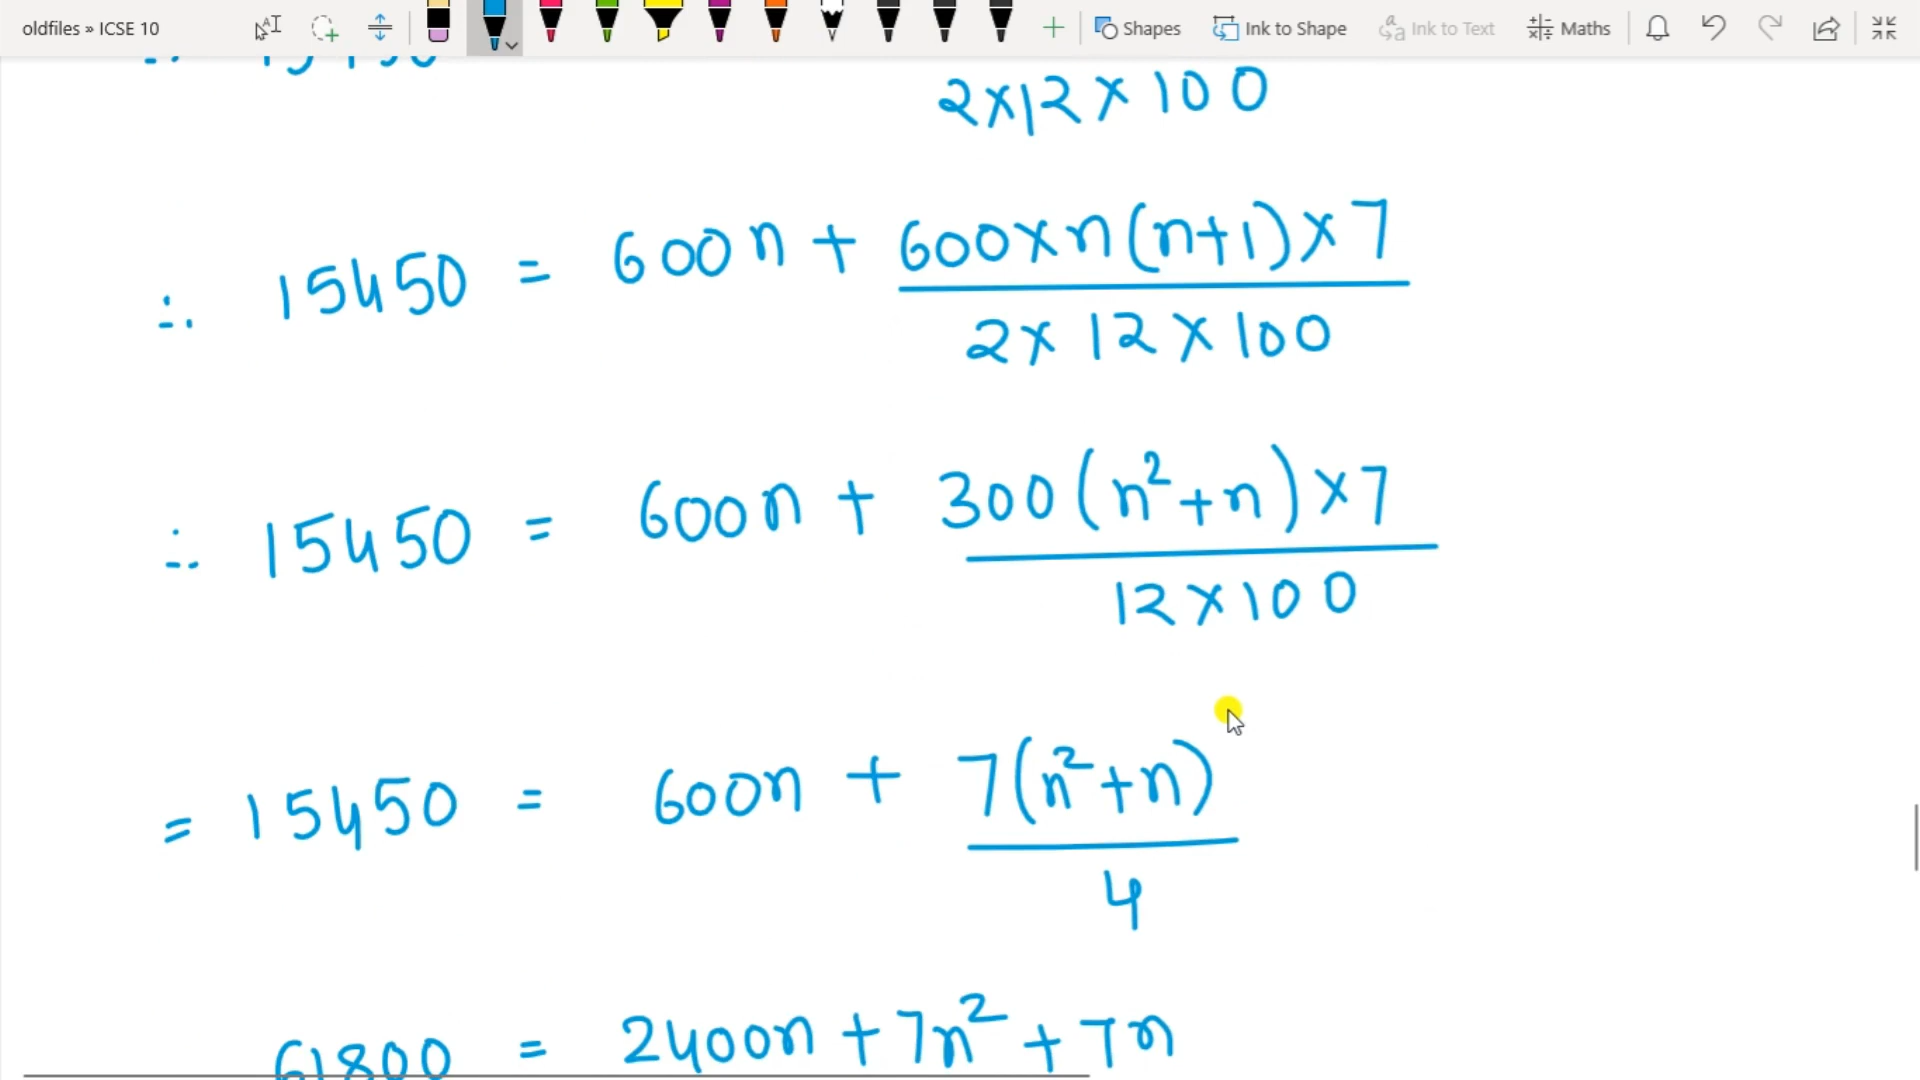 oldfiles » ICSE 10 Shapes Ink to Shape Ink to Text Maths
2×12×100
∴ 15450 = 600n + 600×n(n+1)×7
2×12×100
∴ 15450 = 600n + 300(n²+n)×7
12×100
= 15450 = 600n + 7(n²+n)
4
61800 = 2400n + 7n² + 7n